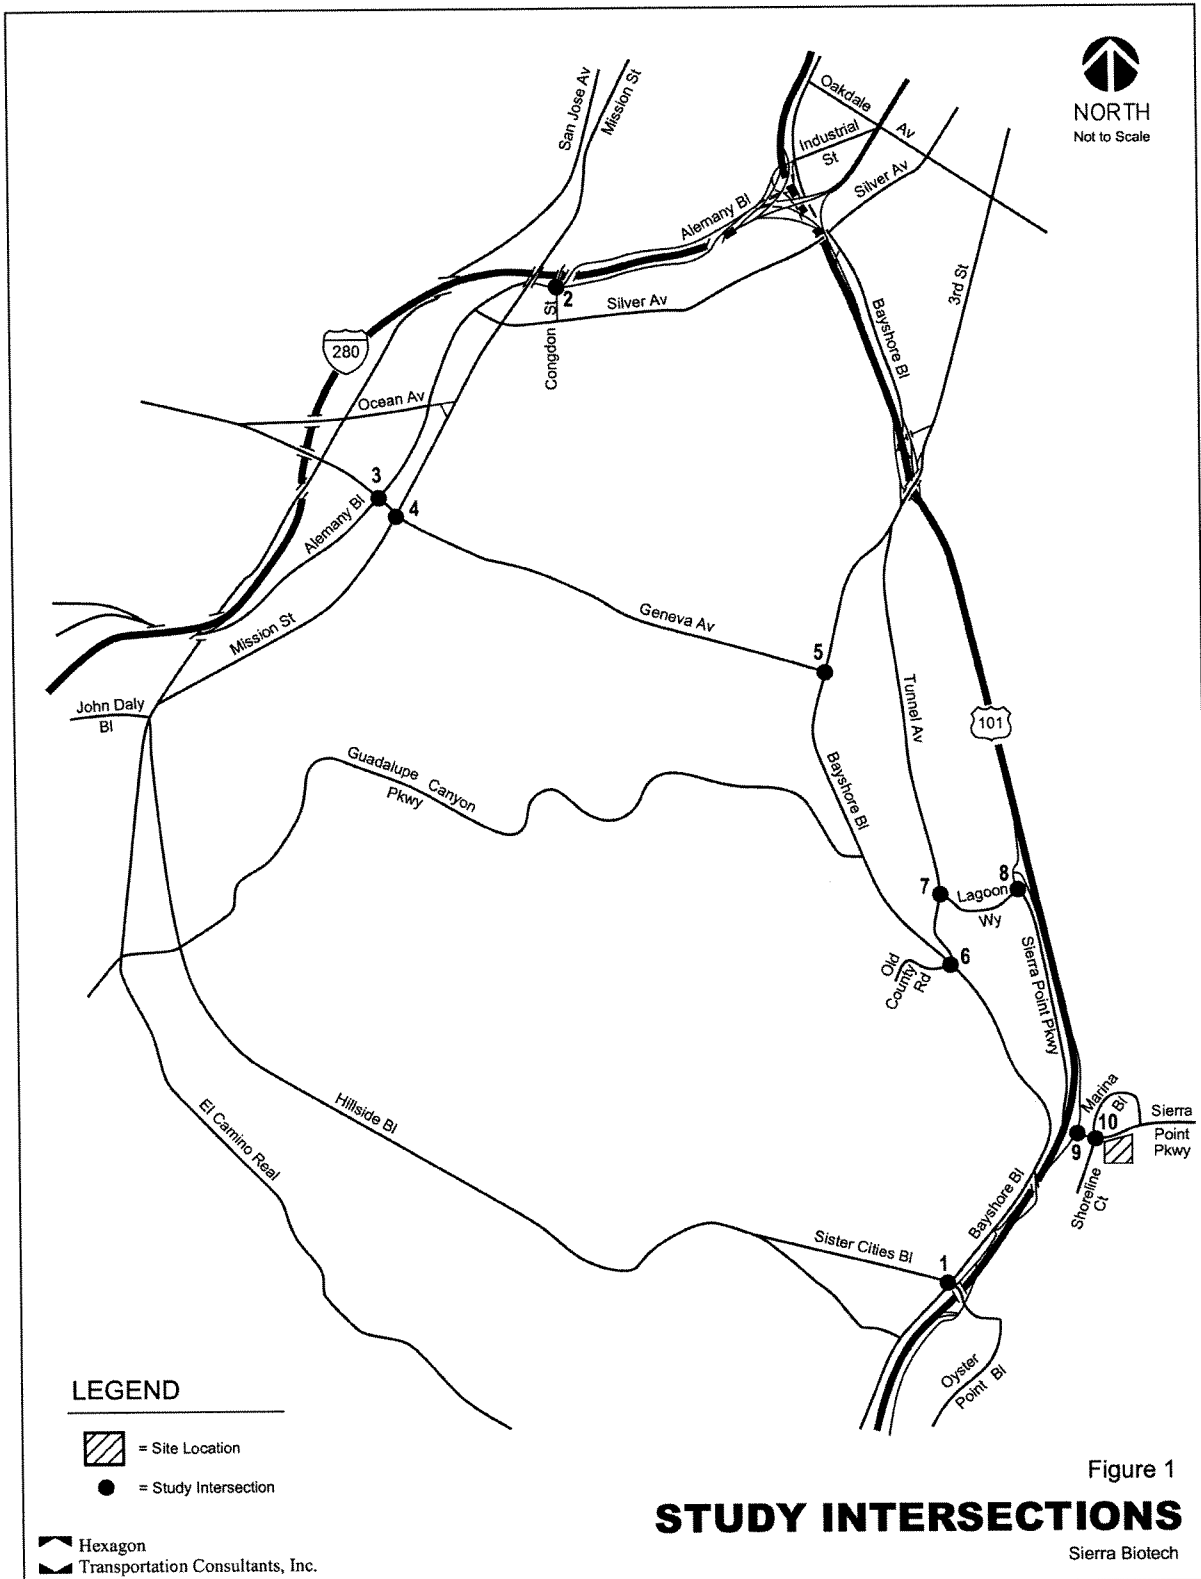 NORTH
Not to Scale
San Jose Av
Mission St
Oakdale
Av
Industrial
St
Silver Av
Alemany Bl
3rd St
2
Silver Av
Congdon St
Bayshore Bl
280
Ocean Av
3
4
Alemany Bl
Mission St
Geneva Av
5
John Daly
Bl
Tunnel Av
101
Guadalupe Canyon
Pkwy
Bayshore Bl
7
Lagoon
Wy
8
6
Old
County
Rd
Sierra Point Pkwy
Marina
Bl
10
9
Sierra
Point
Pkwy
Shoreline
Ct
Hillside Bl
El Camino Real
Bayshore Bl
Sister Cities Bl
1
Oyster
Point Bl
LEGEND
= Site Location
= Study Intersection
Figure 1
STUDY INTERSECTIONS
Sierra Biotech
Hexagon
Transportation Consultants, Inc.